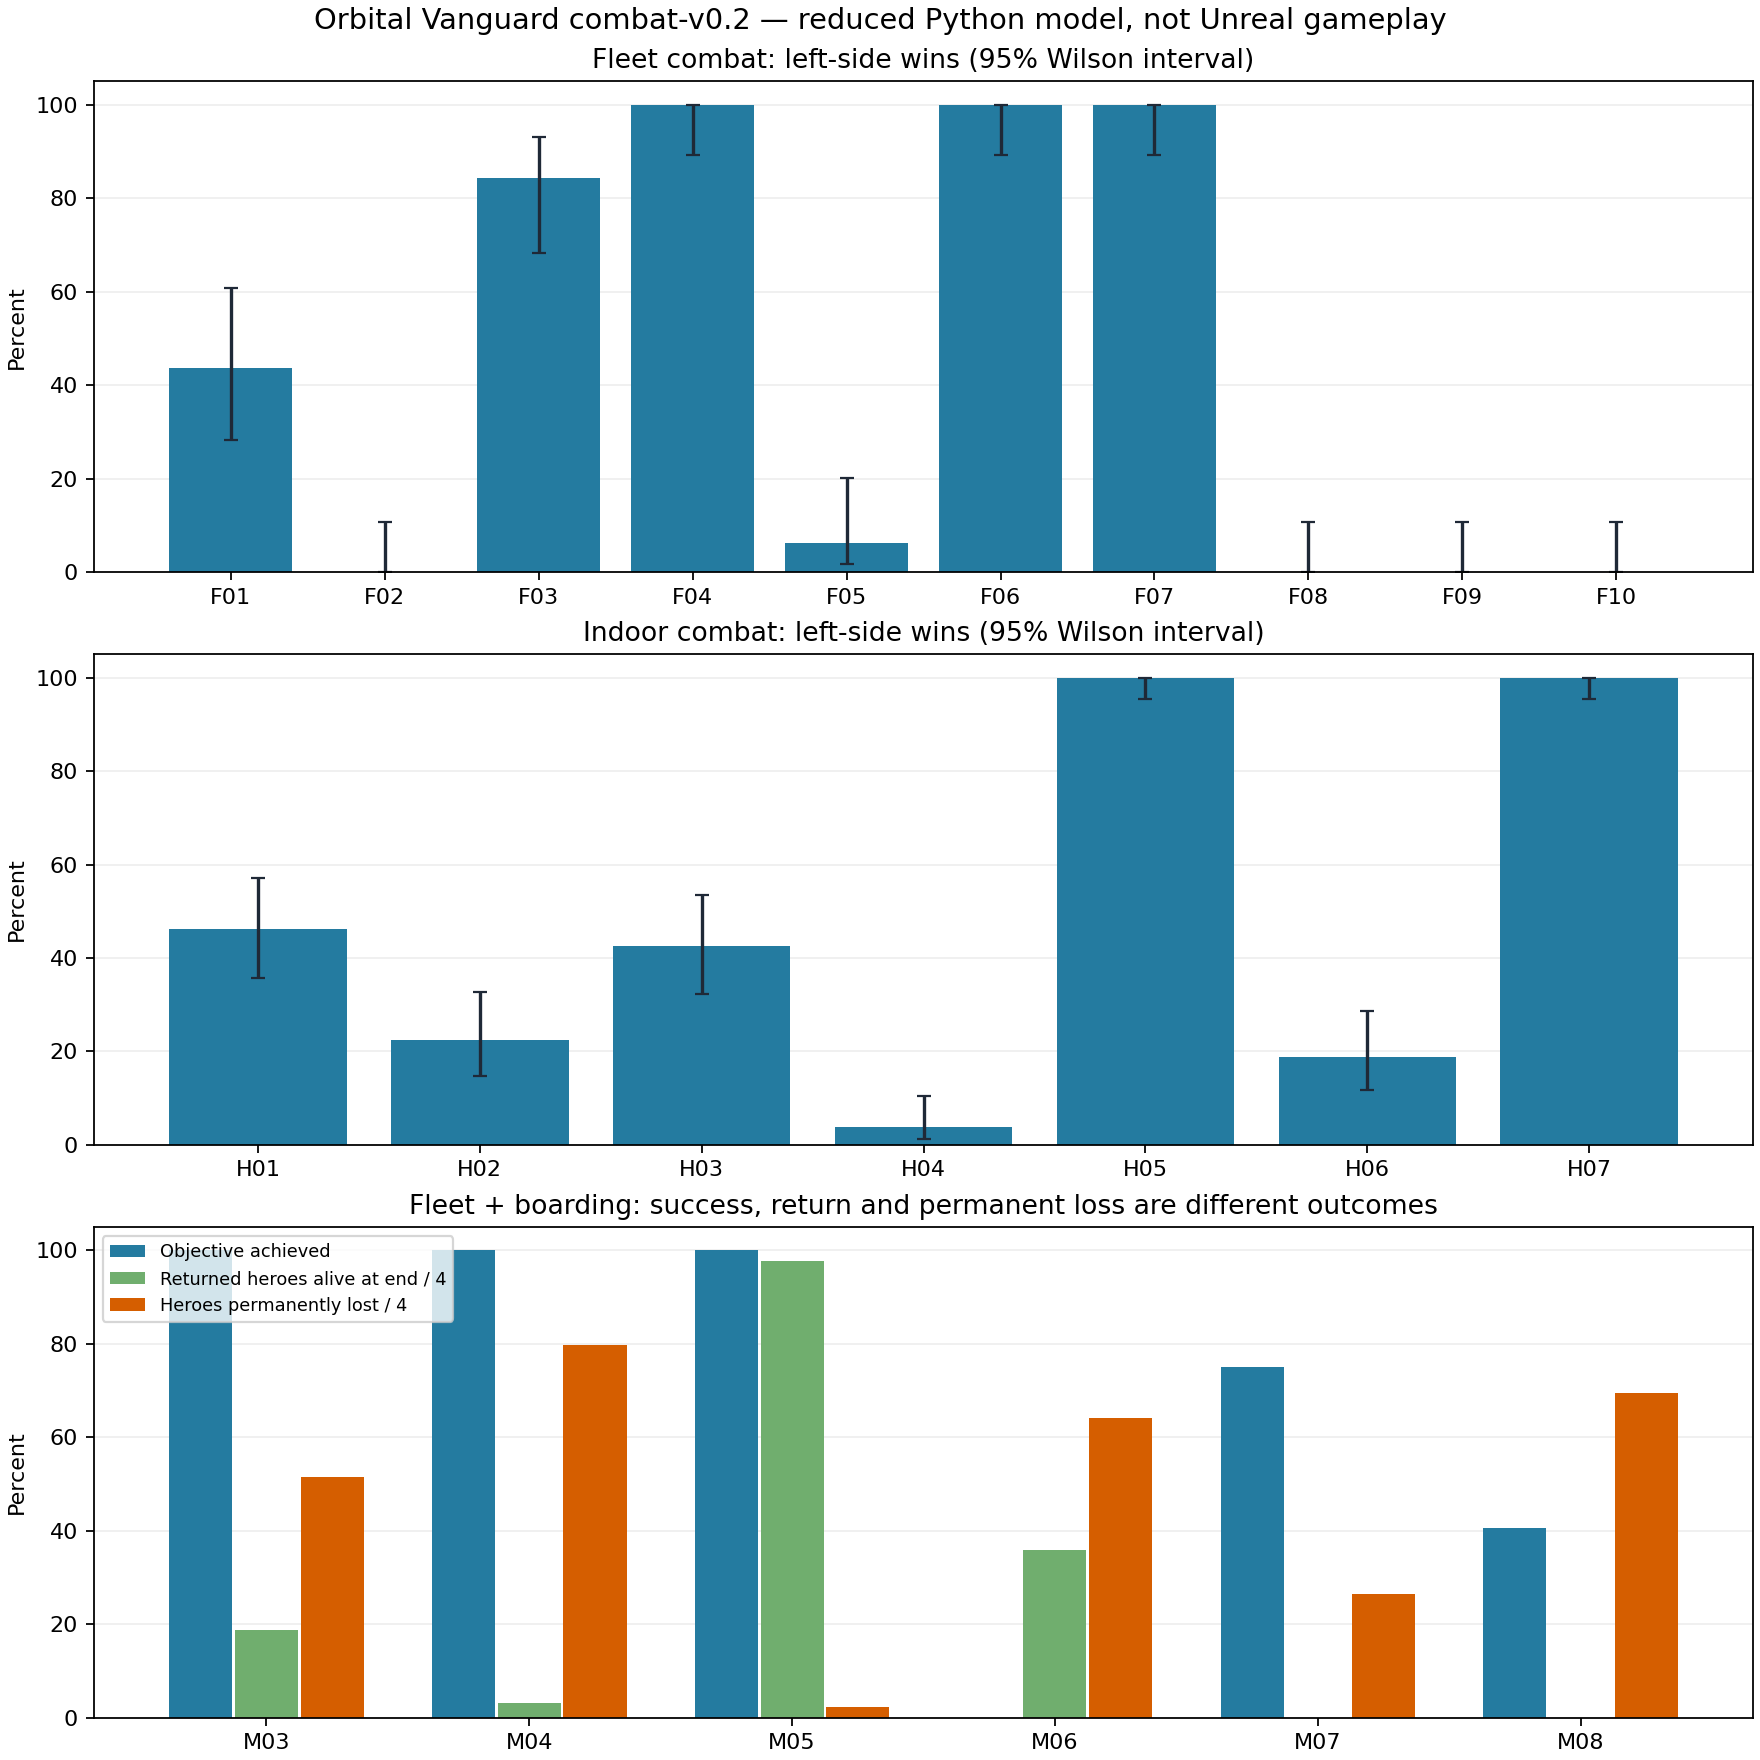 Orbital Vanguard combat-v0.2 — reduced Python model, not Unreal gameplay
Fleet combat: left-side wins (95% Wilson interval)
100
80
60
40
20
0
Percent
F01 F02 F03 F04 F05 F06 F07 F08 F09 F10
Indoor combat: left-side wins (95% Wilson interval)
100
80
60
40
20
0
Percent
H01 H02 H03 H04 H05 H06 H07
Fleet + boarding: success, return and permanent loss are different outcomes
Objective achieved
Returned heroes alive at end / 4
Heroes permanently lost / 4
100
80
60
40
20
0
Percent
M03 M04 M05 M06 M07 M08